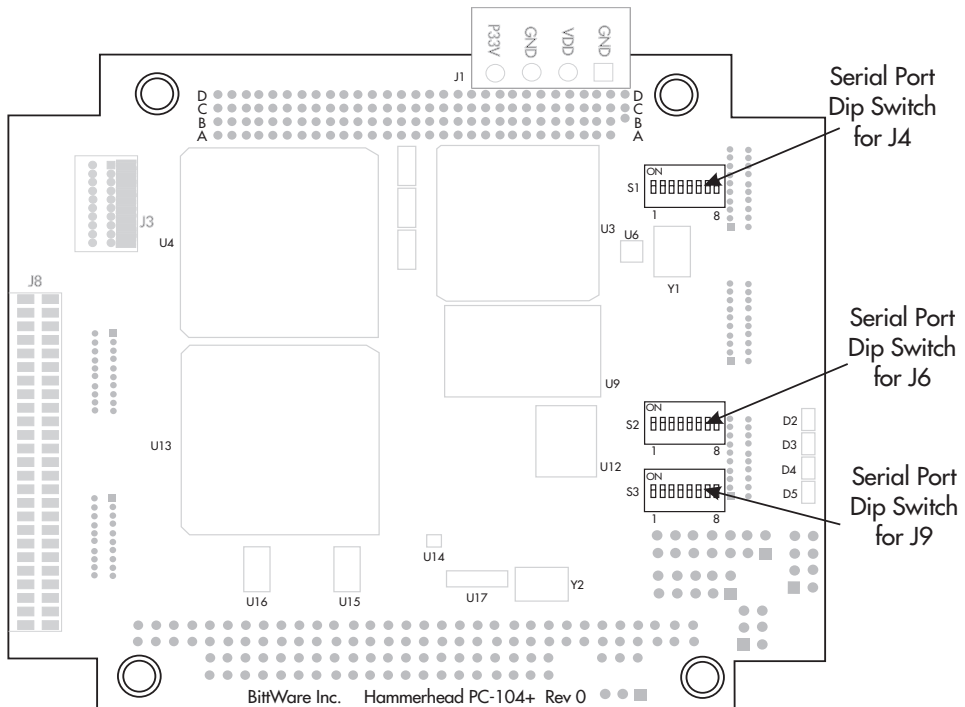 P33V
GND
VDD
GND
J1
D
C
B
A
D
C
B
A
Serial Port
Dip Switch
for J4
ON
S1
1 8
J3
U4
U3
U6
Y1
J8
Serial Port
Dip Switch
for J6
U9
ON
S2
1 8
D2
D3
D4
D5
U13
U12
Serial Port
Dip Switch
for J9
ON
S3
1 8
U14
U16
U15
U17
Y2
BittWare Inc. Hammerhead PC-104+ Rev 0